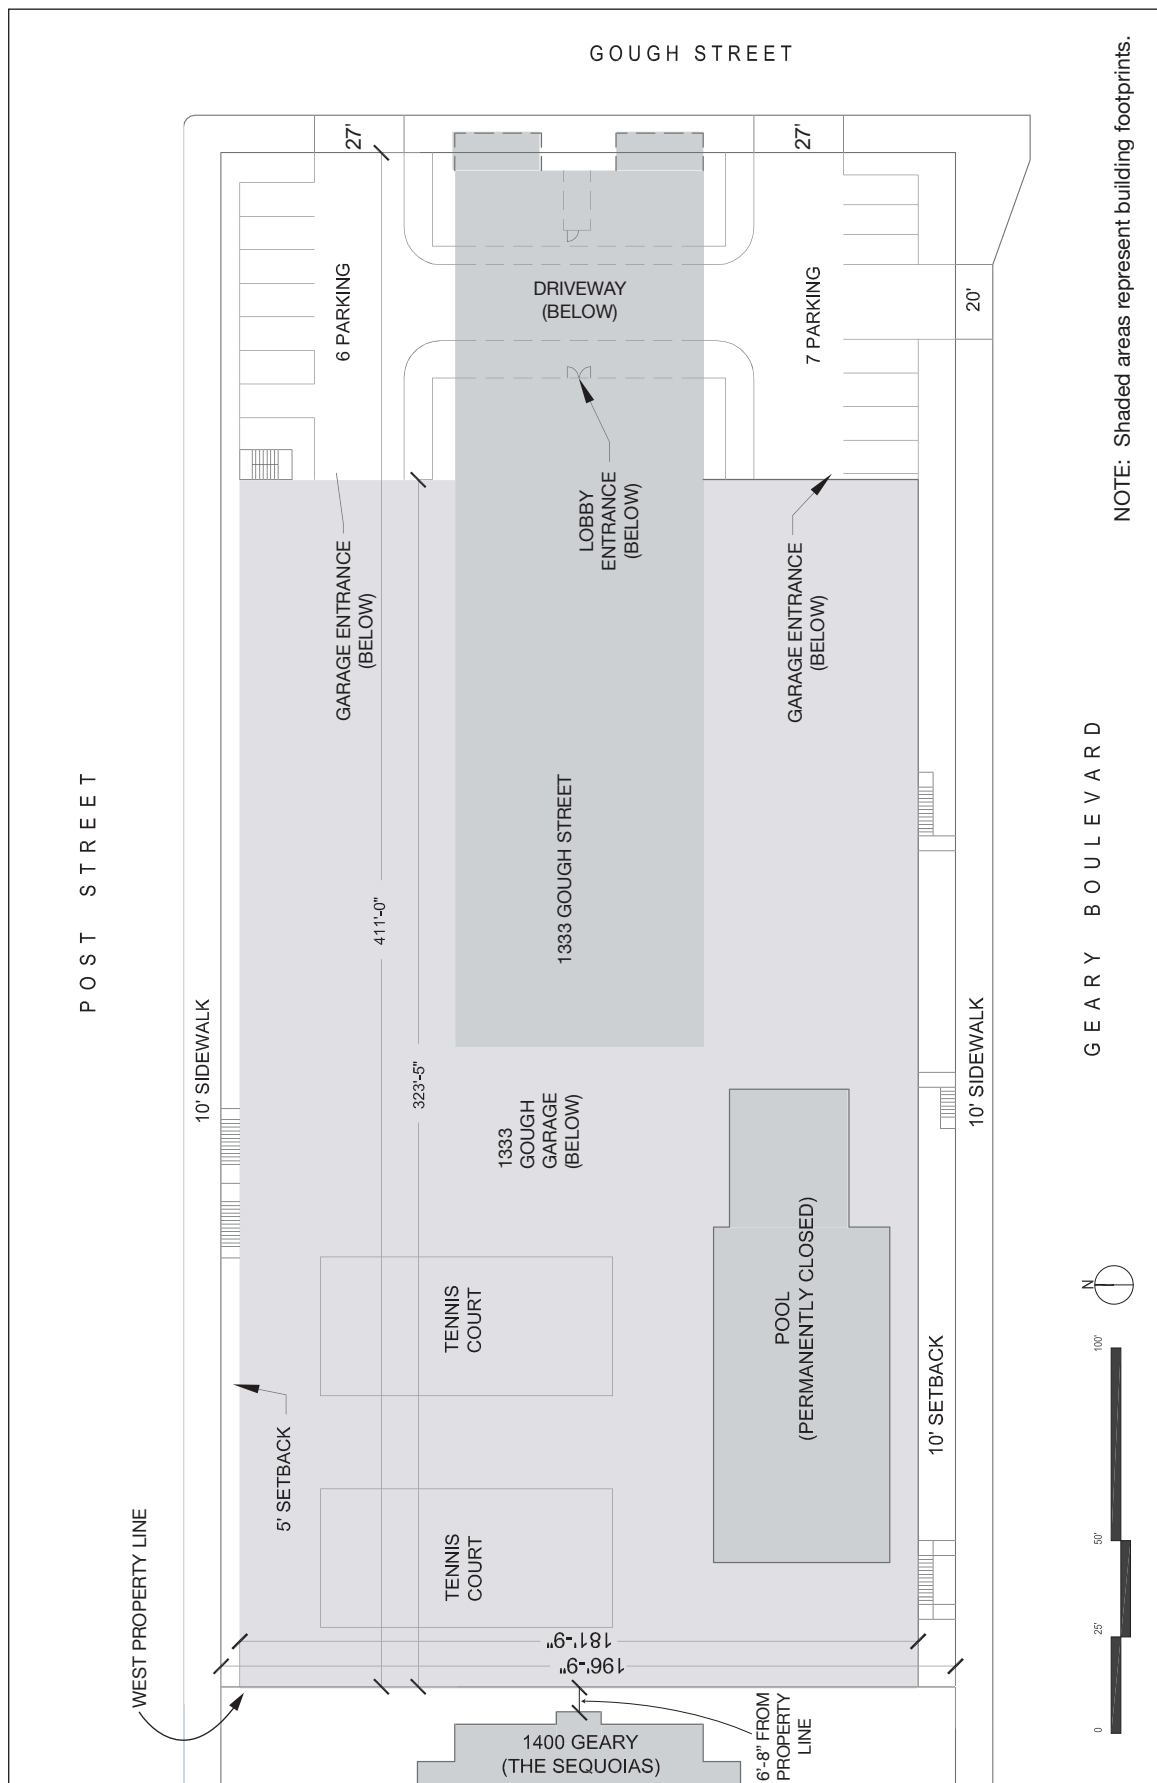 GOUGH STREET
27'
27'
6 PARKING
DRIVEWAY
(BELOW)
7 PARKING
20'
NOTE: Shaded areas represent building footprints.
GARAGE ENTRANCE
(BELOW)
LOBBY
ENTRANCE
(BELOW)
GARAGE ENTRANCE
(BELOW)
POST STREET
1333 GOUGH STREET
GEARY BOULEVARD
411'-0"
10' SIDEWALK
323'-5"
1333
GOUGH
GARAGE
(BELOW)
10' SIDEWALK
TENNIS
COURT
POOL
(PERMANENTLY CLOSED)
N
5' SETBACK
10' SETBACK
TENNIS
COURT
WEST PROPERTY LINE
181'-9"
196'-9"
6'-8" FROM
PROPERTY
LINE
1400 GEARY
(THE SEQUOIAS)
0
25'
50'
100'